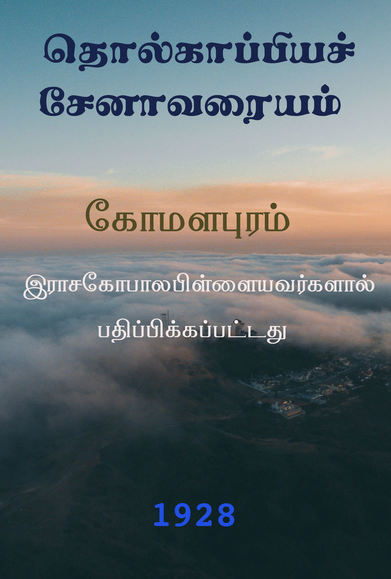 தொல்காப்பியச்
சேனாவரையம்
கோமளபுரம்
இராசகோபாலபிள்ளையவர்களால்
பதிப்பிக்கப்பட்டது
1928